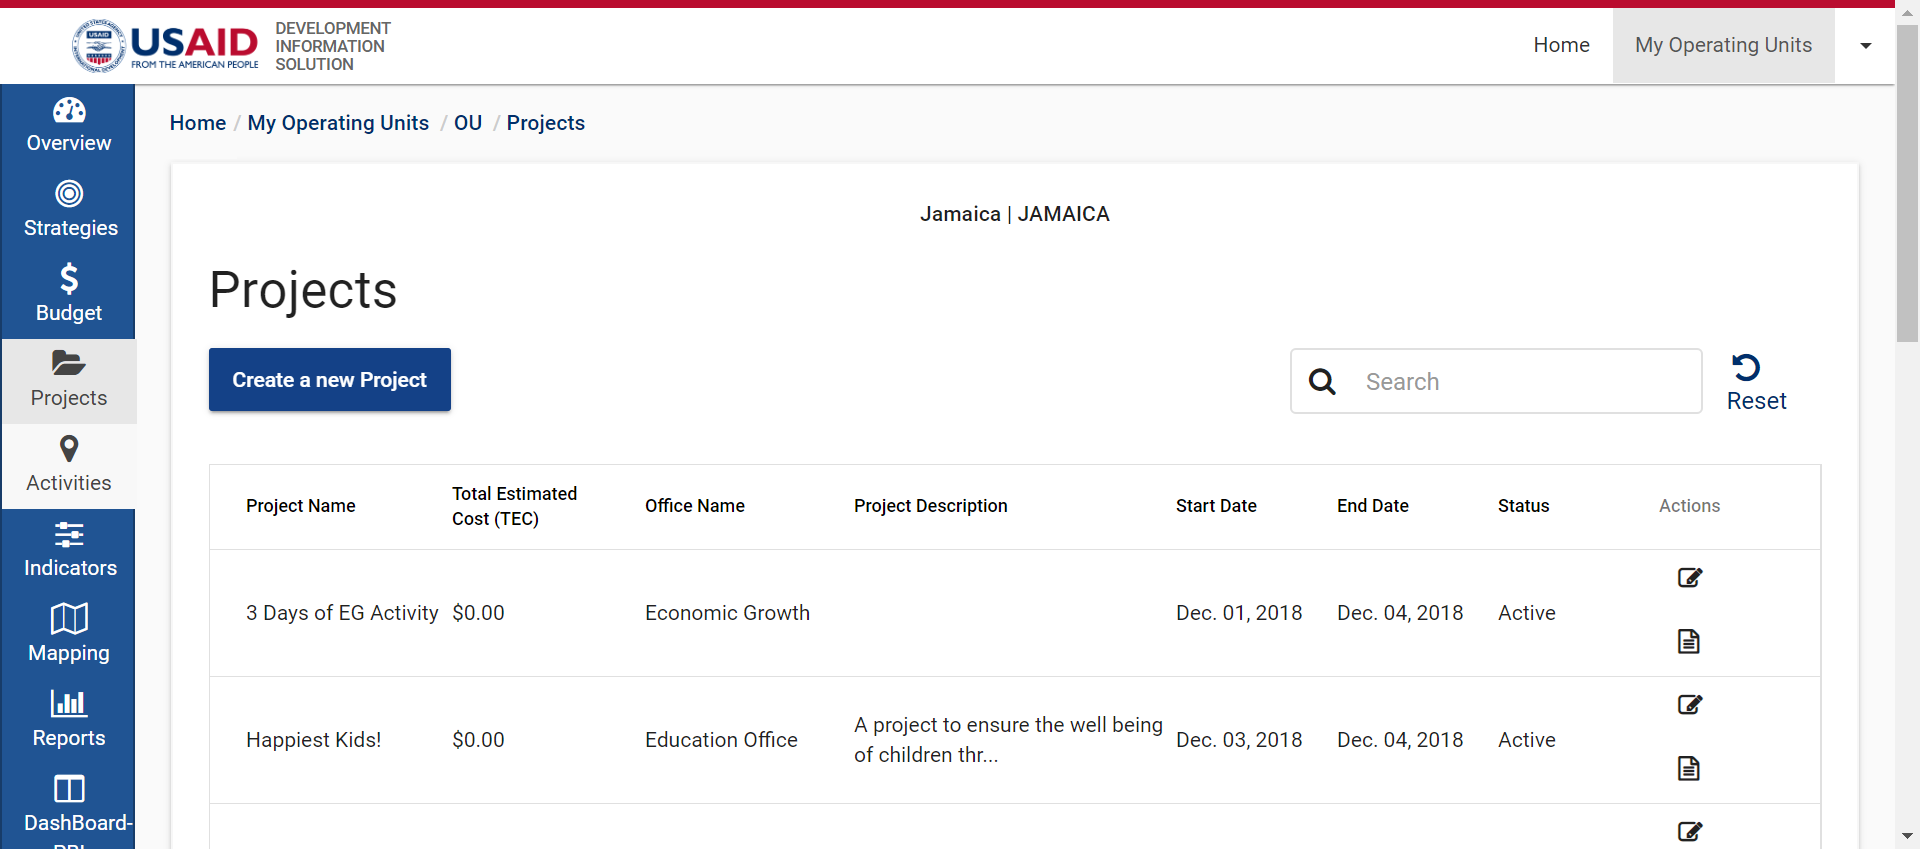 USAID
FROM THE AMERICAN PEOPLE
DEVELOPMENT
INFORMATION
SOLUTION
Home
My Operating Units
Overview
Strategies
Budget
Projects
Activities
Indicators
Mapping
Reports
DashBoard-
Home / My Operating Units / OU / Projects
Jamaica | JAMAICA
Projects
Create a new Project
Search
Reset
Project Name
Total Estimated
Cost (TEC)
Office Name
Project Description
Start Date
End Date
Status
Actions
3 Days of EG Activity $0.00 Economic Growth Dec. 01, 2018 Dec. 04, 2018 Active
Happiest Kids! $0.00 Education Office
A project to ensure the well being
of children thr...
Dec. 03, 2018 Dec. 04, 2018 Active